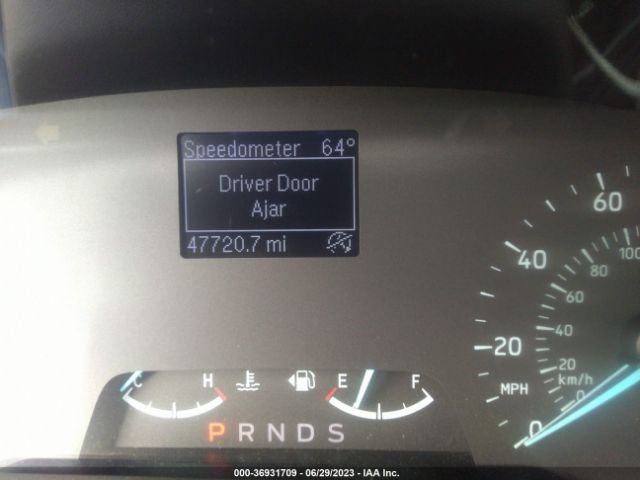 Speedometer 64°
Driver Door
Ajar
47720.7 mi
60
40
20
0
MPH
100
80
60
40
20
km/h
0
C H E F
P R N D S
000-36931709 - 06/29/2023 - IAA Inc.